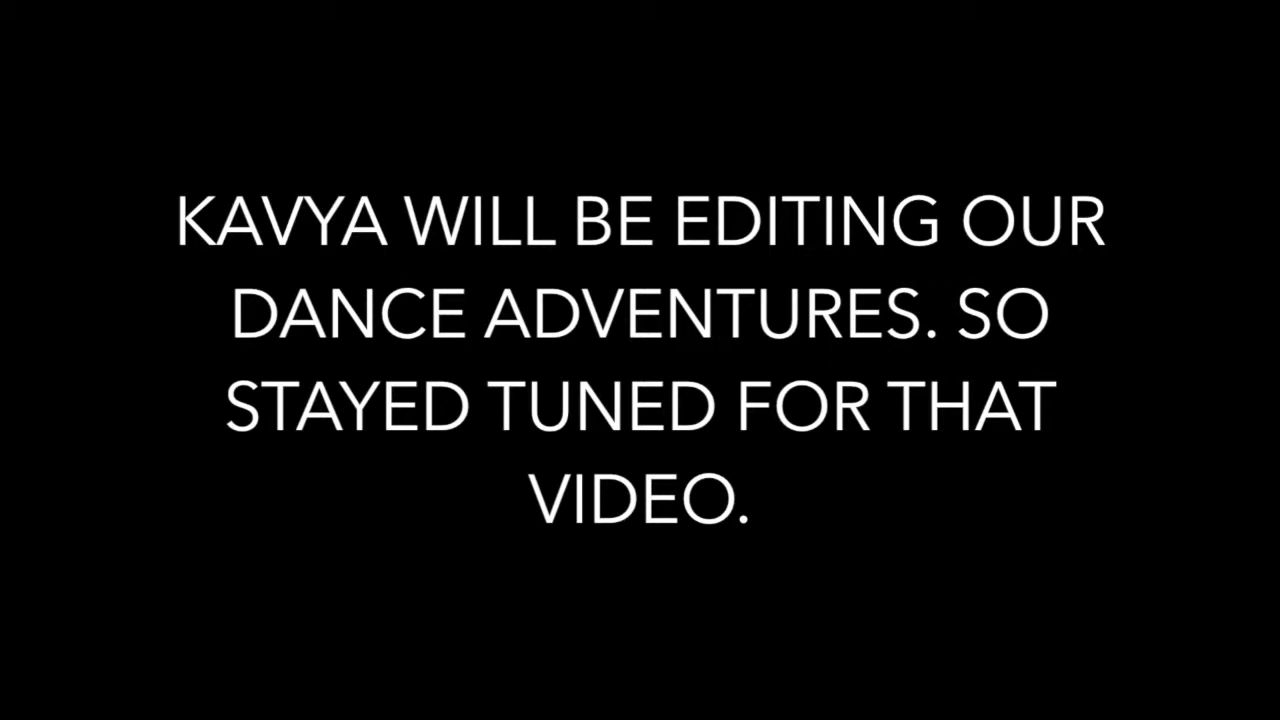 KAVYA WILL BE EDITING OUR
DANCE ADVENTURES. SO
STAYED TUNED FOR THAT
VIDEO.